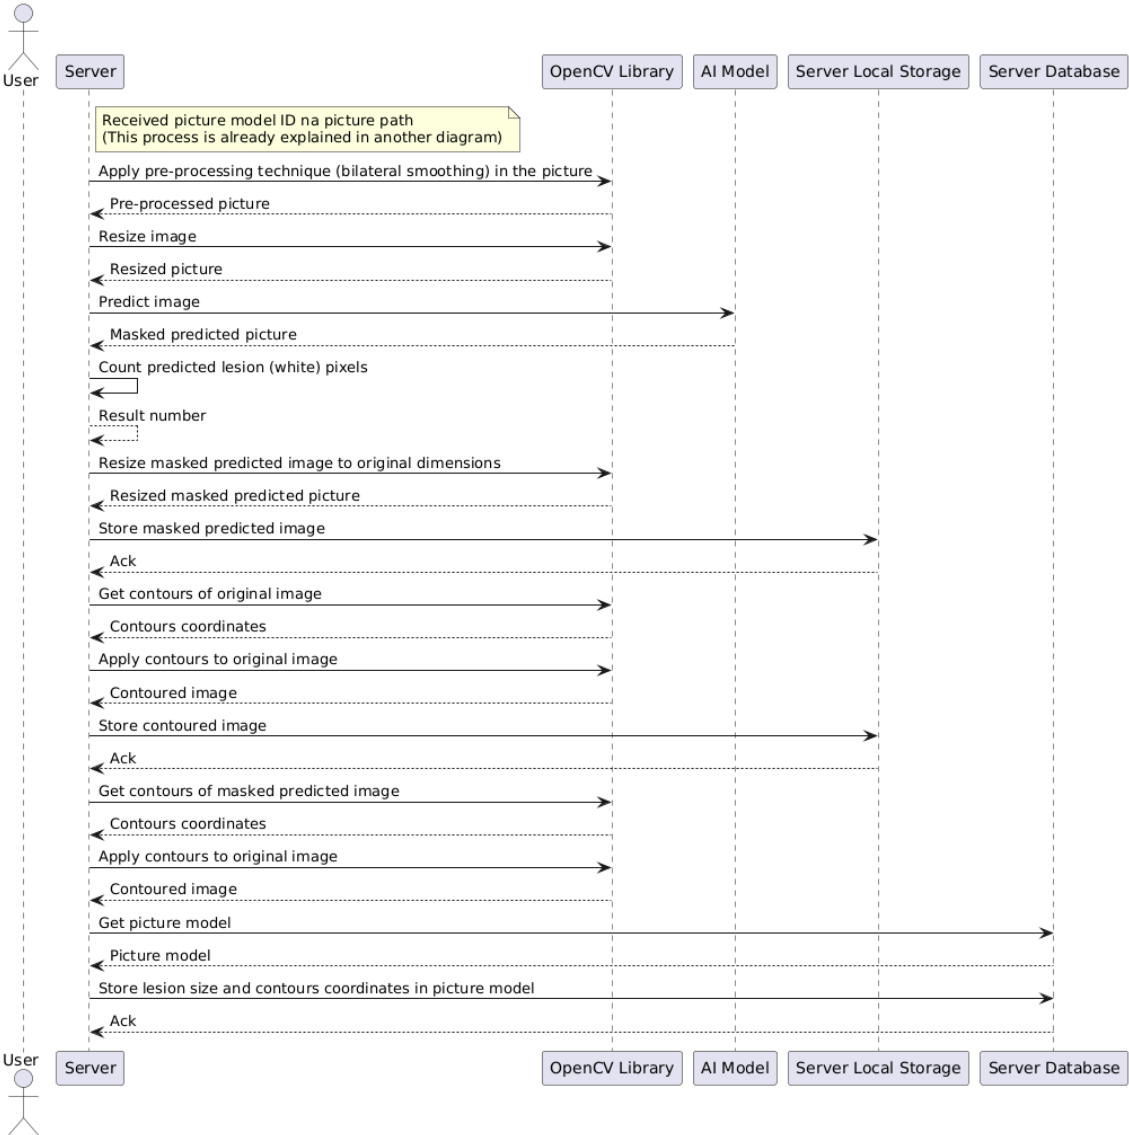 User
Server
OpenCV Library
AI Model
Server Local Storage
Server Database
Received picture model ID na picture path
(This process is already explained in another diagram)
Apply pre-processing technique (bilateral smoothing) in the picture
Pre-processed picture
Resize image
Resized picture
Predict image
Masked predicted picture
Count predicted lesion (white) pixels
Result number
Resize masked predicted image to original dimensions
Resized masked predicted picture
Store masked predicted image
Ack
Get contours of original image
Contours coordinates
Apply contours to original image
Contoured image
Store contoured image
Ack
Get contours of masked predicted image
Contours coordinates
Apply contours to original image
Contoured image
Get picture model
Picture model
Store lesion size and contours coordinates in picture model
Ack
User
Server
OpenCV Library
AI Model
Server Local Storage
Server Database